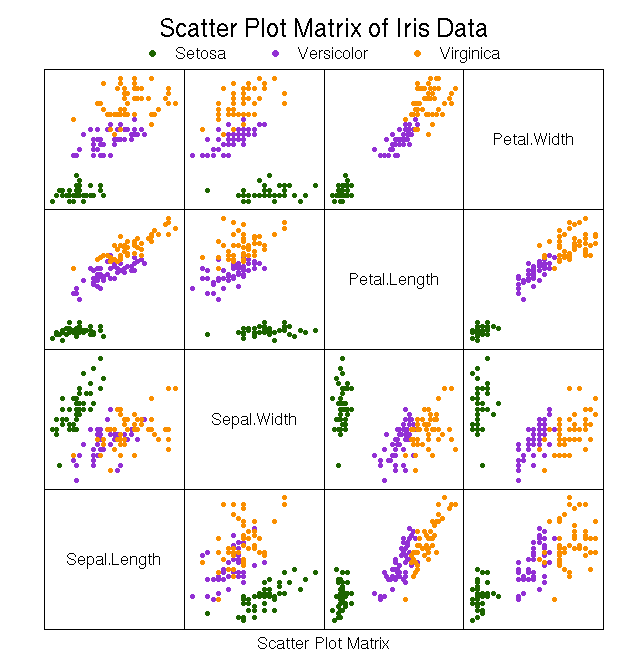 Scatter Plot Matrix of Iris Data
Setosa Versicolor Virginica
Petal.Width
Petal.Length
Sepal.Width
Sepal.Length
Scatter Plot Matrix